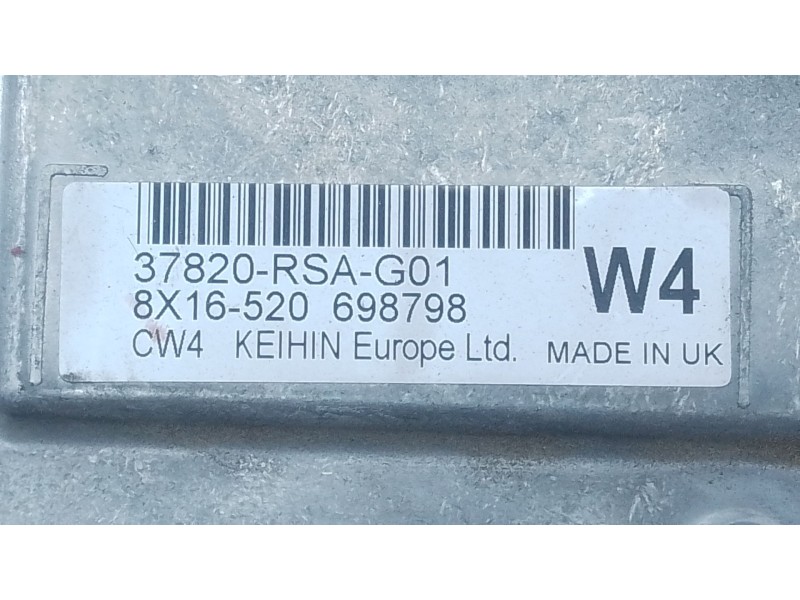 37820-RSA-G01
8X16-520 698798
W4
CW4 KEIHIN Europe Ltd. MADE IN UK